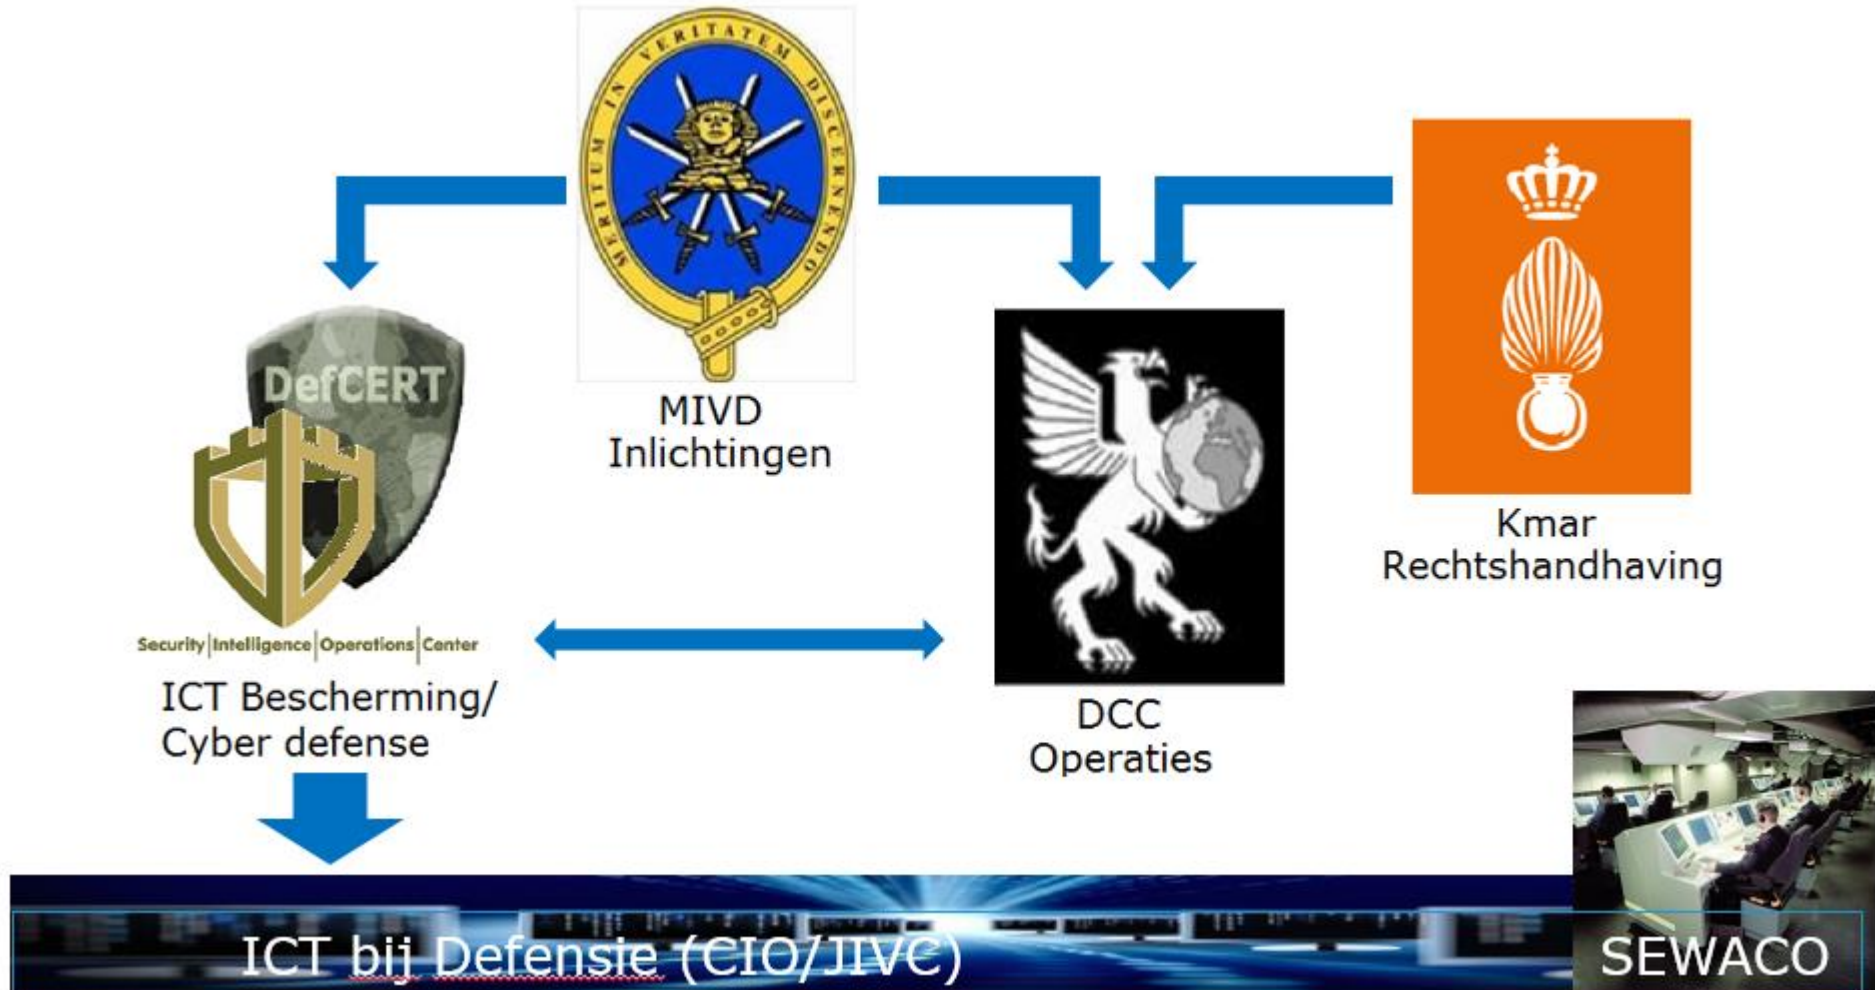 MERITUM IN VERITATEM DISCERNENDO
MIVD
Inlichtingen
Kmar
Rechtshandhaving
DefCERT
Security|Intelligence|Operations|Center
ICT Bescherming/
Cyber defense
DCC
Operaties
ICT bij Defensie (CIO/JIVC)
SEWACO